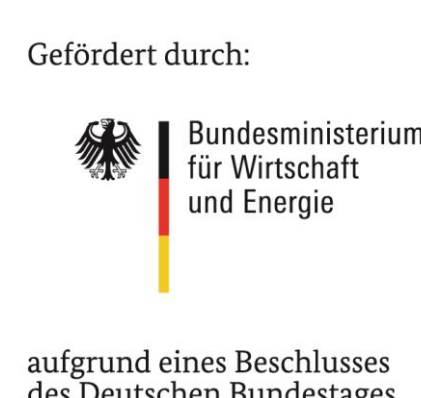 Gefördert durch:
Bundesministerium
für Wirtschaft
und Energie
aufgrund eines Beschlusses
des Deutschen Bundestages